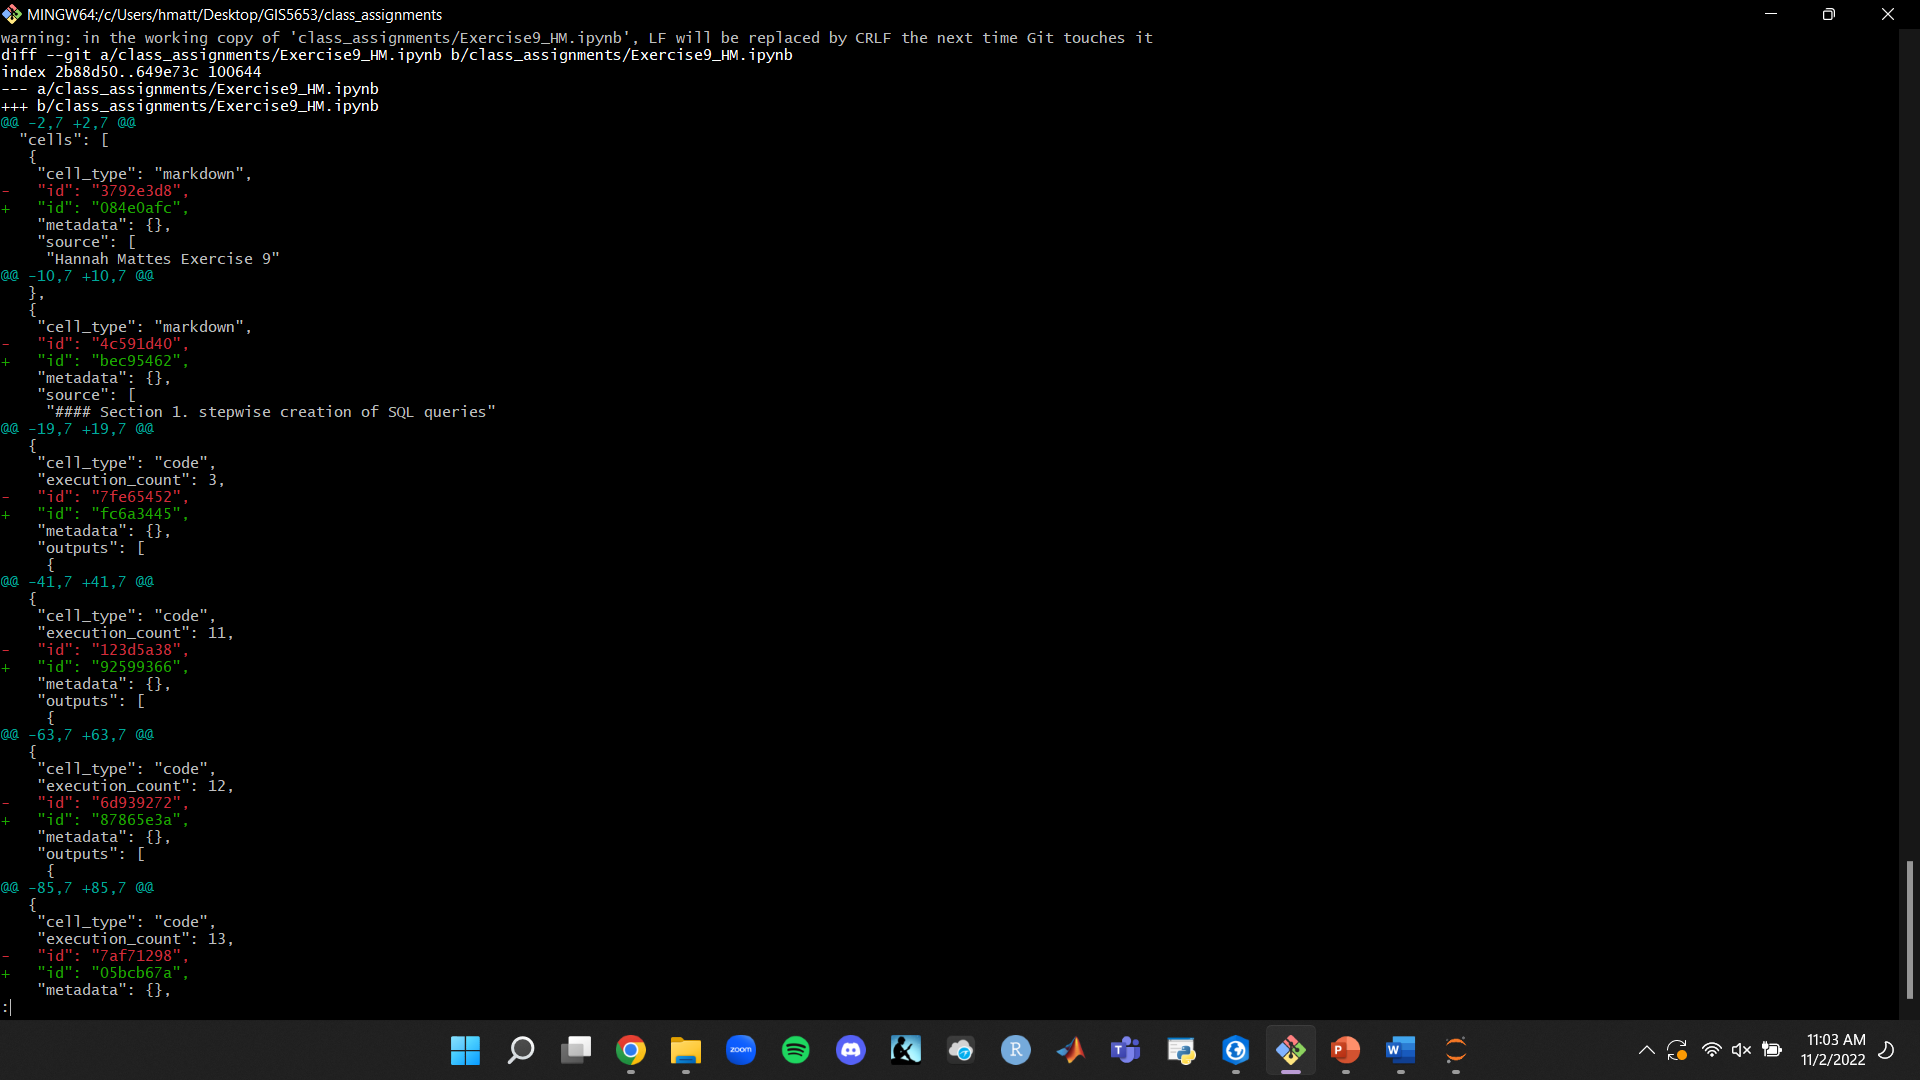 MINGW64:/c/Users/hmatt/Desktop/GIS5653/class_assignments
warning: in the working copy of 'class_assignments/Exercise9_HM.ipynb', LF will be replaced by CRLF the next time Git touches it
diff --git a/class_assignments/Exercise9_HM.ipynb b/class_assignments/Exercise9_HM.ipynb
index 2b88d50..649e73c 100644
--- a/class_assignments/Exercise9_HM.ipynb
+++ b/class_assignments/Exercise9_HM.ipynb
@@ -2,7 +2,7 @@
  "cells": [
   {
    "cell_type": "markdown",
-   "id": "3792e3d8",
+   "id": "084e0afc",
    "metadata": {},
    "source": [
     "Hannah Mattes Exercise 9"
@@ -10,7 +10,7 @@
   },
   {
    "cell_type": "markdown",
-   "id": "4c591d40",
+   "id": "bec95462",
    "metadata": {},
    "source": [
     "#### Section 1. stepwise creation of SQL queries"
@@ -19,7 +19,7 @@
   {
    "cell_type": "code",
    "execution_count": 3,
-   "id": "7fe65452",
+   "id": "fc6a3445",
    "metadata": {},
    "outputs": [
     {
@@ -41,7 +41,7 @@
   {
    "cell_type": "code",
    "execution_count": 11,
-   "id": "123d5a38",
+   "id": "92599366",
    "metadata": {},
    "outputs": [
     {
@@ -63,7 +63,7 @@
   {
    "cell_type": "code",
    "execution_count": 12,
-   "id": "6d939272",
+   "id": "87865e3a",
    "metadata": {},
    "outputs": [
     {
@@ -85,7 +85,7 @@
   {
    "cell_type": "code",
    "execution_count": 13,
-   "id": "7af71298",
+   "id": "05bcb67a",
    "metadata": {},
:
zoom
R
T
P
W
11:03 AM
11/2/2022